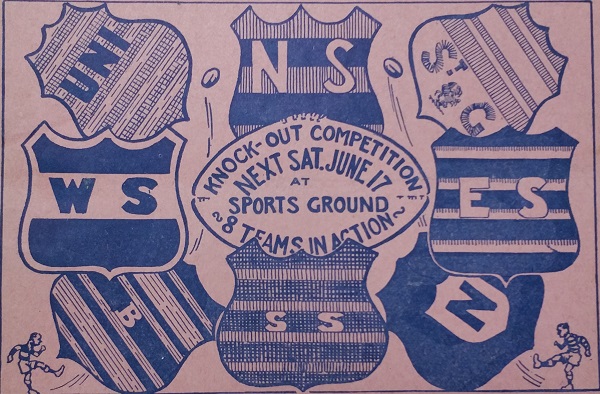 UNI
N S
ST. G
KNOCK-OUT COMPETITION
NEXT SAT. JUNE, 17
AT
SPORTS GROUND
~8 TEAMS IN ACTION~
W S
E S
B
S S
N